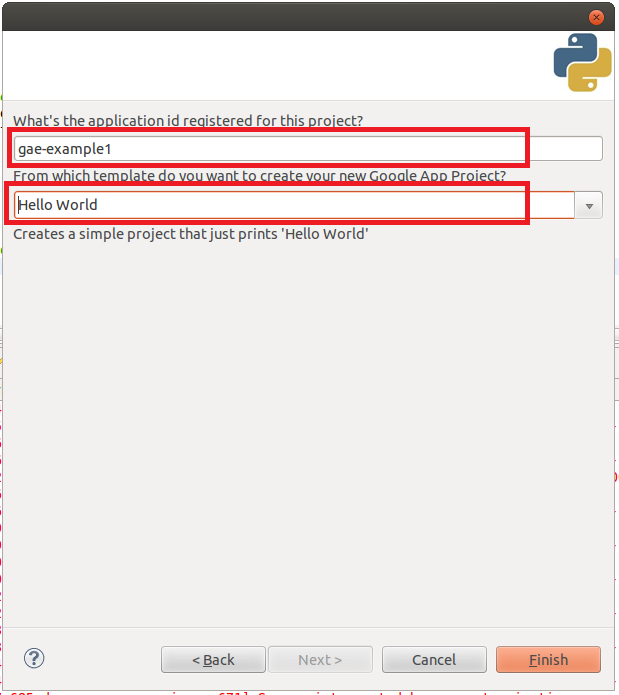 What's the application id registered for this project?
gae-example1
From which template do you want to create your new Google App Project?
Hello World
Creates a simple project that just prints 'Hello World'
< Back
Next >
Cancel
Finish